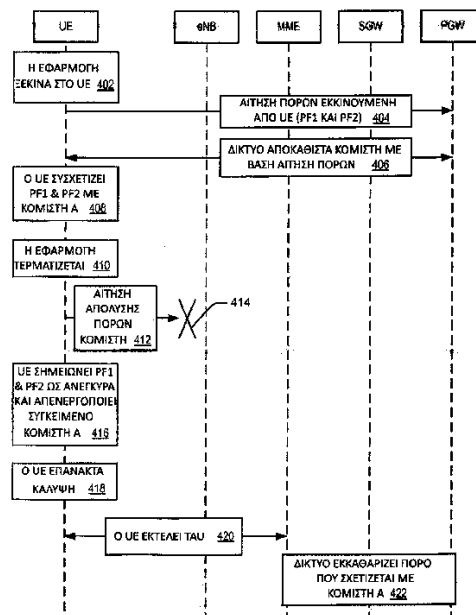 UE
eNB
MME
SGW
PGW
Η ΕΦΑΡΜΟΓΗ
ΞΕΚΙΝΑ ΣΤΟ UE 402
ΑΙΤΗΣΗ ΠΟΡΩΝ ΕΚΚΙΝΟΥΜΕΝΗ
ΑΠΟ UE (PF1 ΚΑΙ PF2) 404
ΔΙΚΤΥΟ ΑΠΟΚΑΘΙΣΤΑ ΚΟΜΙΣΤΗ ΜΕ
ΒΑΣΗ ΑΙΤΗΣΗ ΠΟΡΩΝ 406
Ο UE ΣΥΣΧΕΤΙΖΕΙ
PF1 & PF2 ΜΕ
ΚΟΜΙΣΤΗ Α 408
Η ΕΦΑΡΜΟΓΗ
ΤΕΡΜΑΤΙΖΕΤΑΙ 410
ΑΙΤΗΣΗ
ΑΠΟΛΥΣΗΣ
ΠΟΡΩΝ
ΚΟΜΙΣΤΗ 412
414
UE ΣΗΜΕΙΩΝΕΙ PF1
& PF2 ΩΣ ΑΝΕΓΚΥΡΑ
ΚΑΙ ΑΠΕΝΕΡΓΟΠΟΙΕΙ
ΣΥΓΚΕΙΜΕΝΟ
ΚΟΜΙΣΤΗ Α 416
Ο UE ΕΠΑΝΑΚΤΑ
ΚΑΛΥΨΗ 418
Ο UE ΕΚΤΕΛΕΙ TAU 420
ΔΙΚΤΥΟ ΕΚΚΑΘΑΡΙΖΕΙ ΠΟΡΟ
ΠΟΥ ΣΧΕΤΙΖΕΤΑΙ ΜΕ
ΚΟΜΙΣΤΗ Α 422